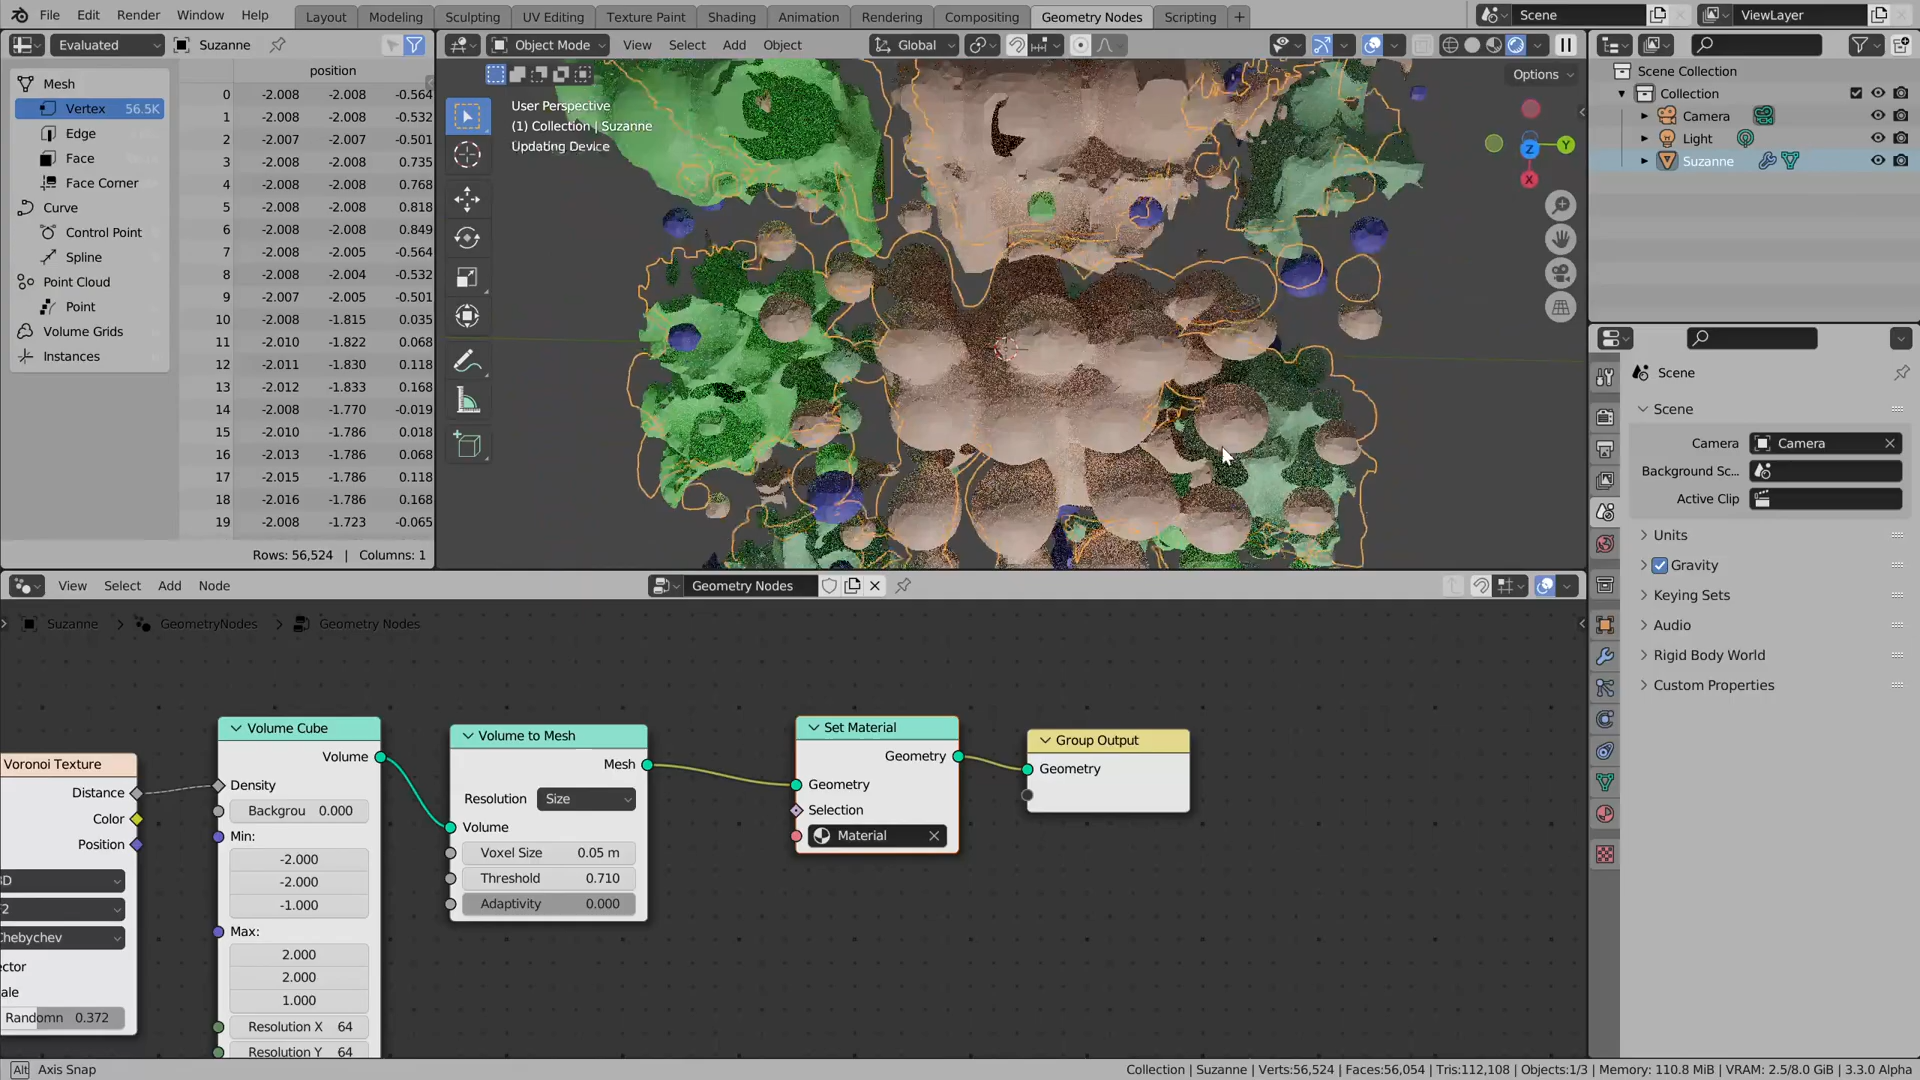 File Edit Render Window Help Layout Modeling Sculpting UV Editing Texture Paint Shading Animation Rendering Compositing Geometry Nodes Scripting + Scene ViewLayer
Evaluated Suzanne
Object Mode View Select Add Object Global
Options
Mesh
Vertex 56.5K
Edge
Face
Face Corner
Curve
Control Point
Spline
Point Cloud
Point
Volume Grids
Instances
position
0 -2.008 -2.008 -0.564
1 -2.008 -2.008 -0.532
2 -2.007 -2.007 -0.501
3 -2.008 -2.008 0.735
4 -2.008 -2.008 0.768
5 -2.008 -2.008 0.818
6 -2.008 -2.008 0.849
7 -2.008 -2.005 -0.564
8 -2.008 -2.004 -0.532
9 -2.007 -2.005 -0.501
10 -2.008 -1.815 0.035
11 -2.010 -1.822 0.068
12 -2.011 -1.830 0.118
13 -2.012 -1.833 0.168
14 -2.008 -1.770 -0.019
15 -2.010 -1.786 0.018
16 -2.013 -1.786 0.068
17 -2.015 -1.786 0.118
18 -2.016 -1.786 0.168
19 -2.008 -1.723 -0.065
Rows: 56,524 | Columns: 1
User Perspective
(1) Collection | Suzanne
Updating Device
Z
Y
X
Scene Collection
Collection
Camera
Light
Suzanne
Scene
Scene
Camera Camera
Background Sc...
Active Clip
Units
Gravity
Keying Sets
Audio
Rigid Body World
Custom Properties
View Select Add Node Geometry Nodes
Suzanne > GeometryNodes > Geometry Nodes
Voronoi Texture
Distance
Color
Position
Chebychev
Randomn 0.372
Volume Cube
Volume
Density
Backgrou 0.000
Min:
-2.000
-2.000
-1.000
Max:
2.000
2.000
1.000
Resolution X 64
Resolution Y 64
Volume to Mesh
Mesh
Resolution Size
Volume
Voxel Size 0.05 m
Threshold 0.710
Adaptivity 0.000
Set Material
Geometry
Geometry
Selection
Material
Group Output
Geometry
Alt Axis Snap
Collection | Suzanne | Verts:56,524 | Faces:56,054 | Tris:112,108 | Objects:1/3 | Memory: 110.8 MiB | VRAM: 2.5/8.0 GiB | 3.3.0 Alpha